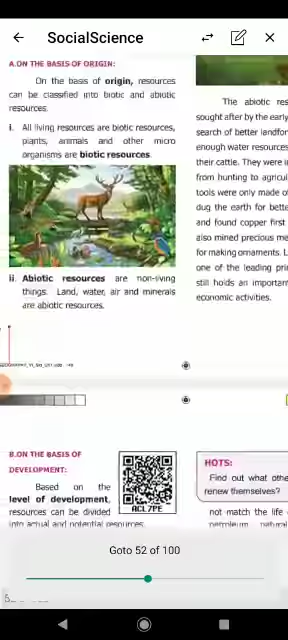 SocialScience
A.ON THE BASIS OF ORIGIN:
On the basis of origin, resources
can be classified into biotic and abiotic
resources.
i. All living resources are biotic resources,
plants, animals and other micro
organisms are biotic resources.
ii. Abiotic resources are non-living
things. Land, water, air and minerals
are abiotic resources.
The abiotic res
sought after by the early
search of better landfor
enough water resources
their cattle. They were i
from hunting to agricul
tools were only made o
dug the earth for bette
and found copper first
also mined precious me
for making ornaments. L
one of the leading pri
still holds an important
economic activities.
B.ON THE BASIS OF
DEVELOPMENT:
Based on the
level of development,
resources can be divided
into actual and potential resources.
ACL7PE
HOTS:
Find out what othe
renew themselves?
not match the life
petroleum natural
Goto 52 of 100